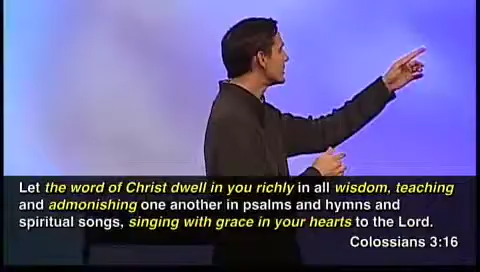 Let the word of Christ dwell in you richly in all wisdom, teaching
and admonishing one another in psalms and hymns and
spiritual songs, singing with grace in your hearts to the Lord.
Colossians 3:16